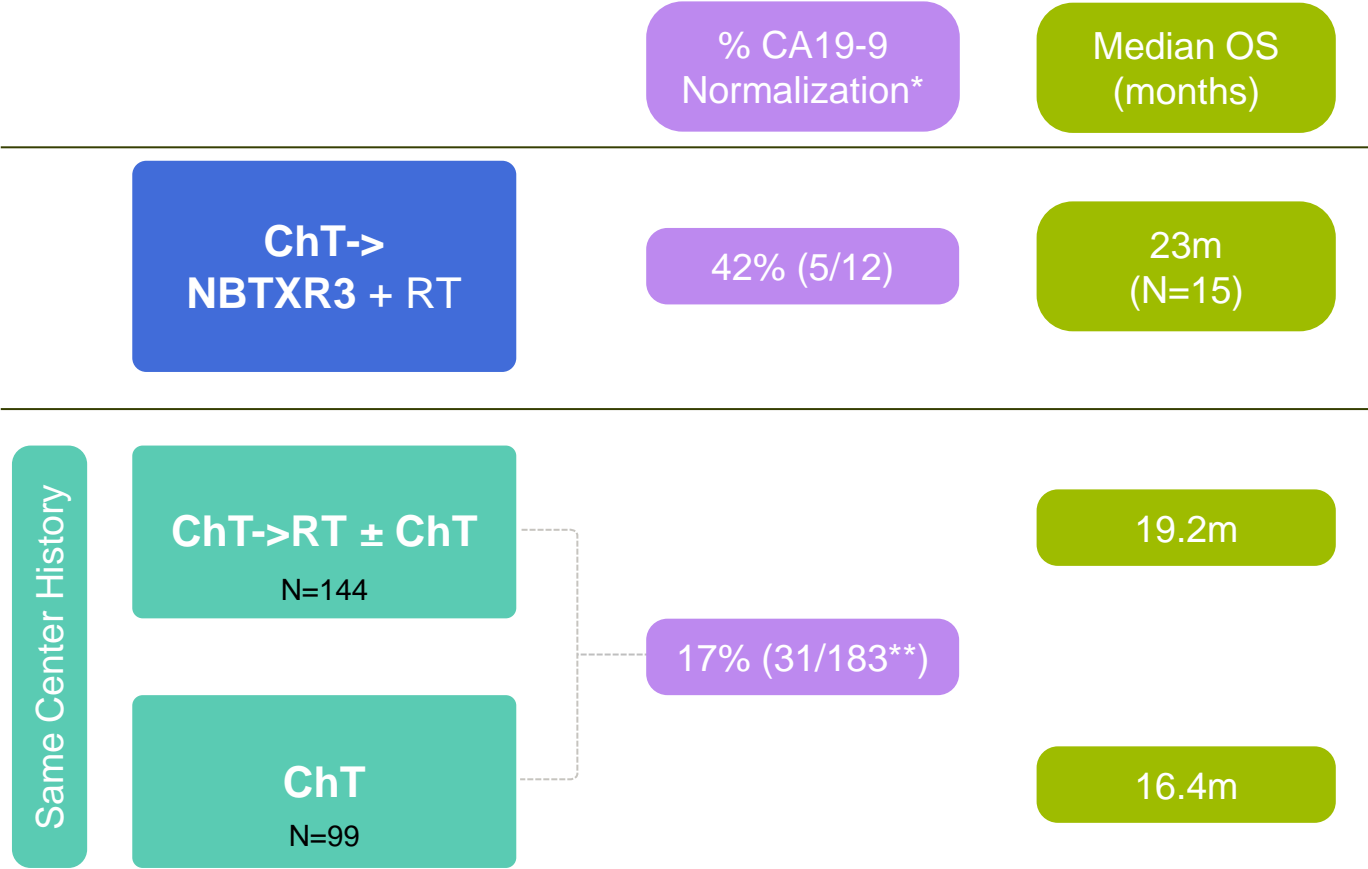 % CA19-9
Normalization*
Median OS
(months)
ChT->
NBTXR3 + RT
42% (5/12)
23m
(N=15)
Same Center History
ChT->RT ± ChT
N=144
19.2m
17% (31/183**)
ChT
N=99
16.4m